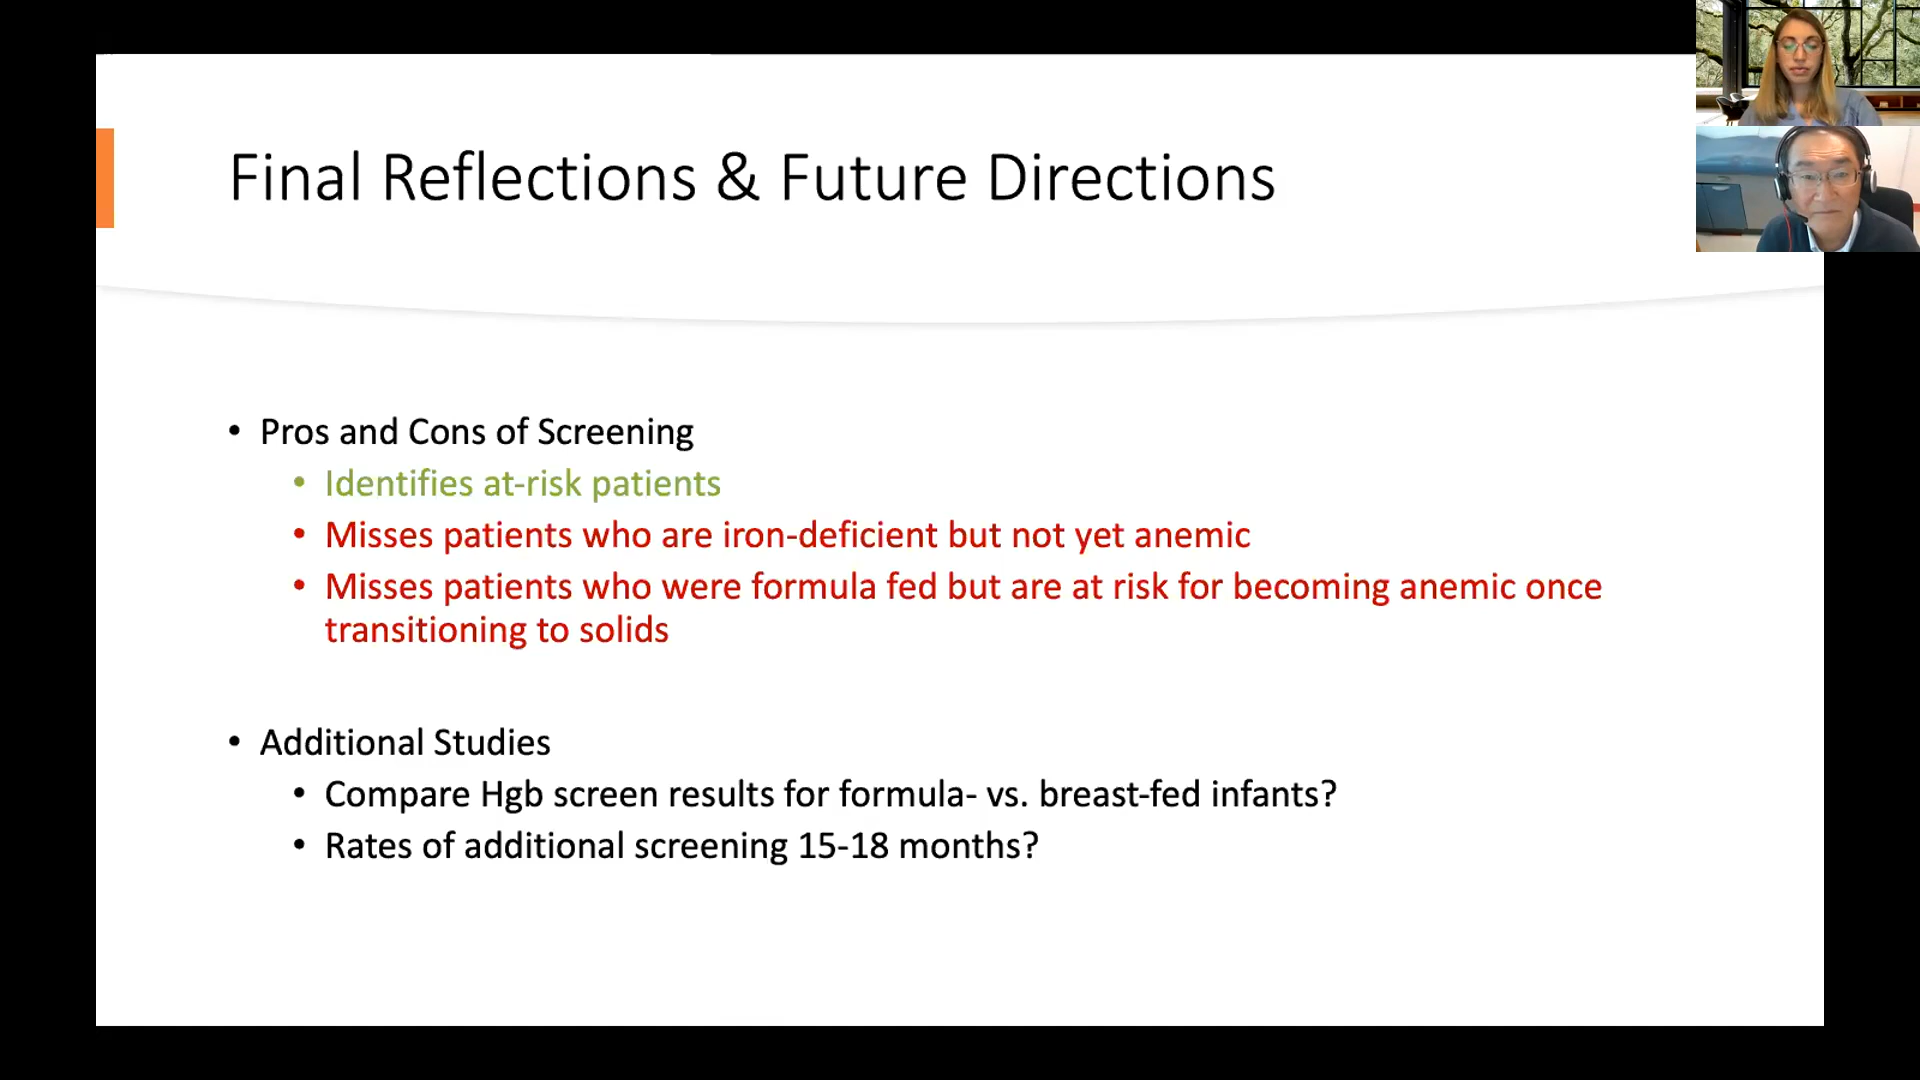 Final Reflections & Future Directions
• Pros and Cons of Screening
• Identifies at-risk patients
• Misses patients who are iron-deficient but not yet anemic
• Misses patients who were formula fed but are at risk for becoming anemic once
transitioning to solids
• Additional Studies
• Compare Hgb screen results for formula- vs. breast-fed infants?
• Rates of additional screening 15-18 months?